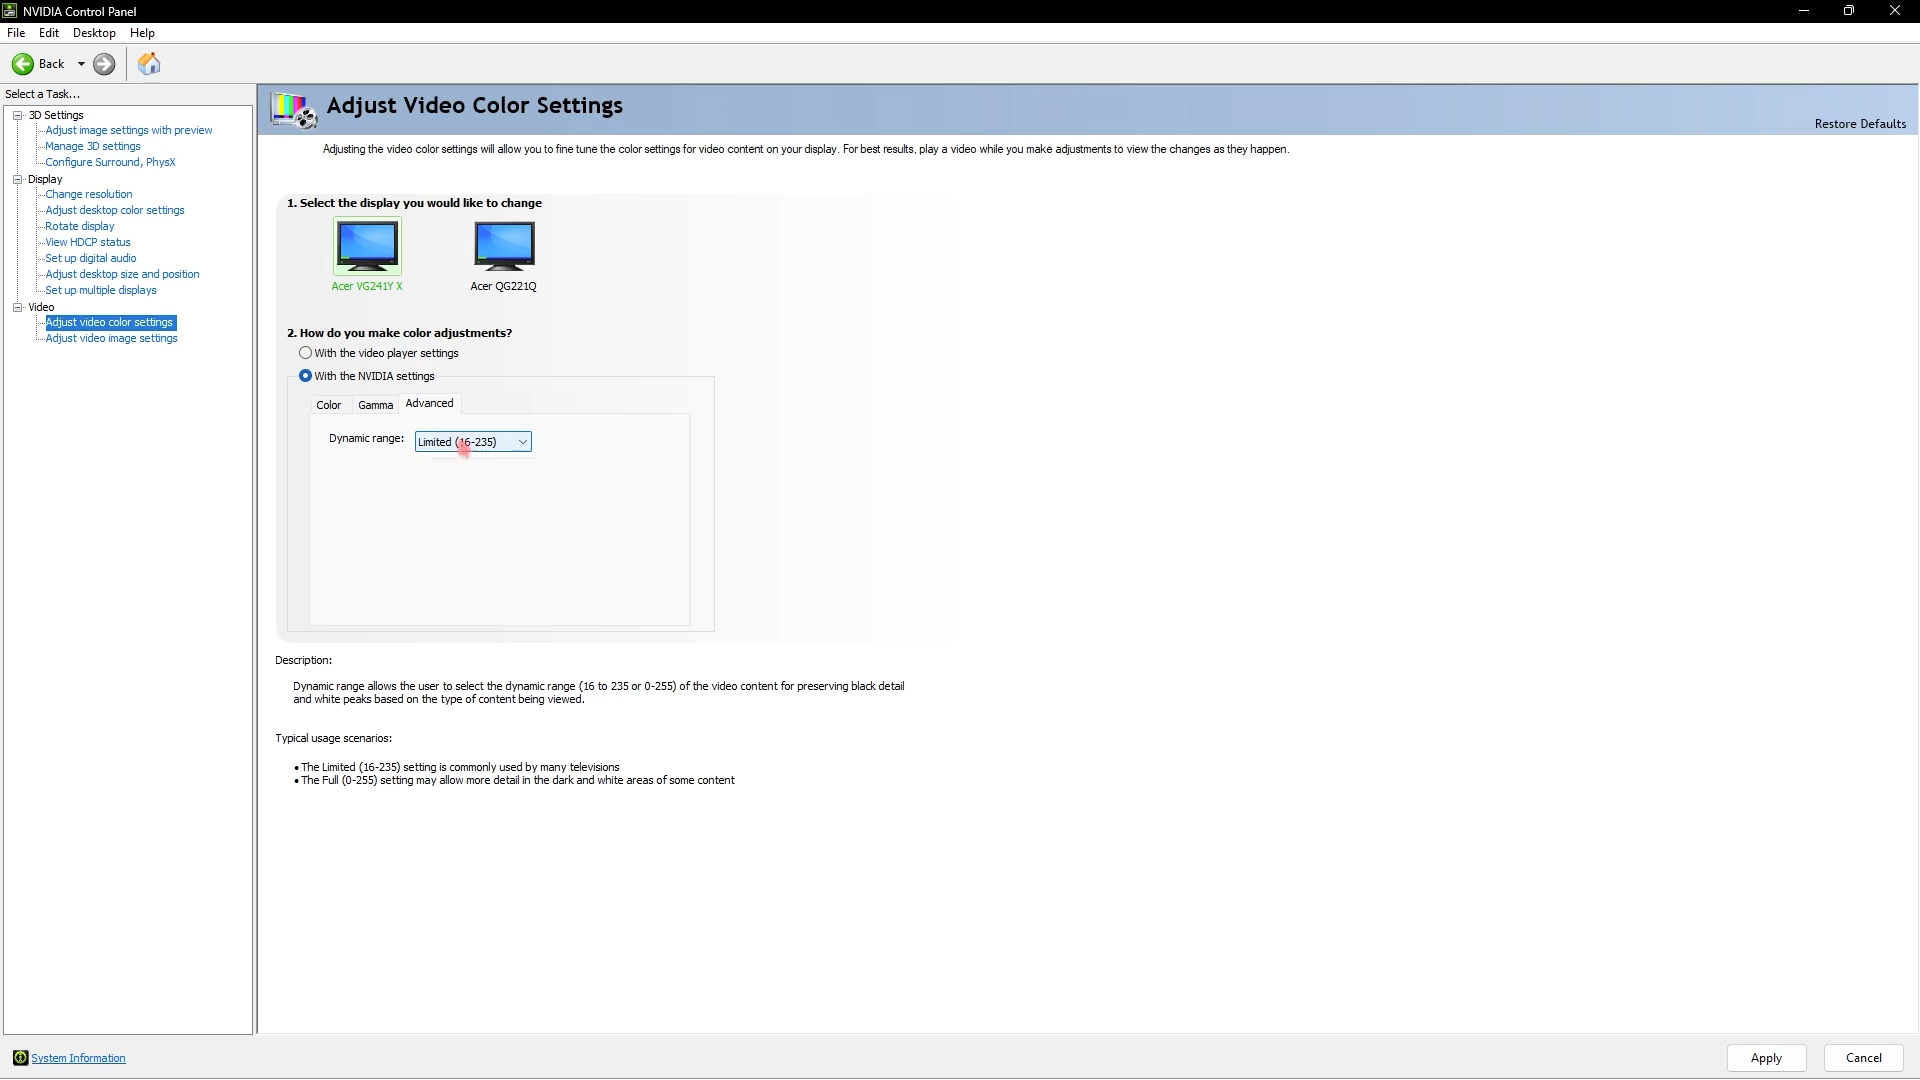 NVIDIA Control Panel
File Edit Desktop Help
Back
Select a Task...
3D Settings
Adjust image settings with preview
Manage 3D settings
Configure Surround, PhysX
Display
Change resolution
Adjust desktop color settings
Rotate display
View HDCP status
Set up digital audio
Adjust desktop size and position
Set up multiple displays
Video
Adjust video color settings
Adjust video image settings
Adjust Video Color Settings
Restore Defaults
Adjusting the video color settings will allow you to fine tune the color settings for video content on your display. For best results, play a video while you make adjustments to view the changes as they happen.
1. Select the display you would like to change
Acer VG241Y X Acer QG221Q
2. How do you make color adjustments?
With the video player settings
With the NVIDIA settings
Color Gamma Advanced
Dynamic range: Limited (16-235)
Description:
Dynamic range allows the user to select the dynamic range (16 to 235 or 0-255) of the video content for preserving black detail
and white peaks based on the type of content being viewed.
Typical usage scenarios:
• The Limited (16-235) setting is commonly used by many televisions
• The Full (0-255) setting may allow more detail in the dark and white areas of some content
System Information
Apply Cancel